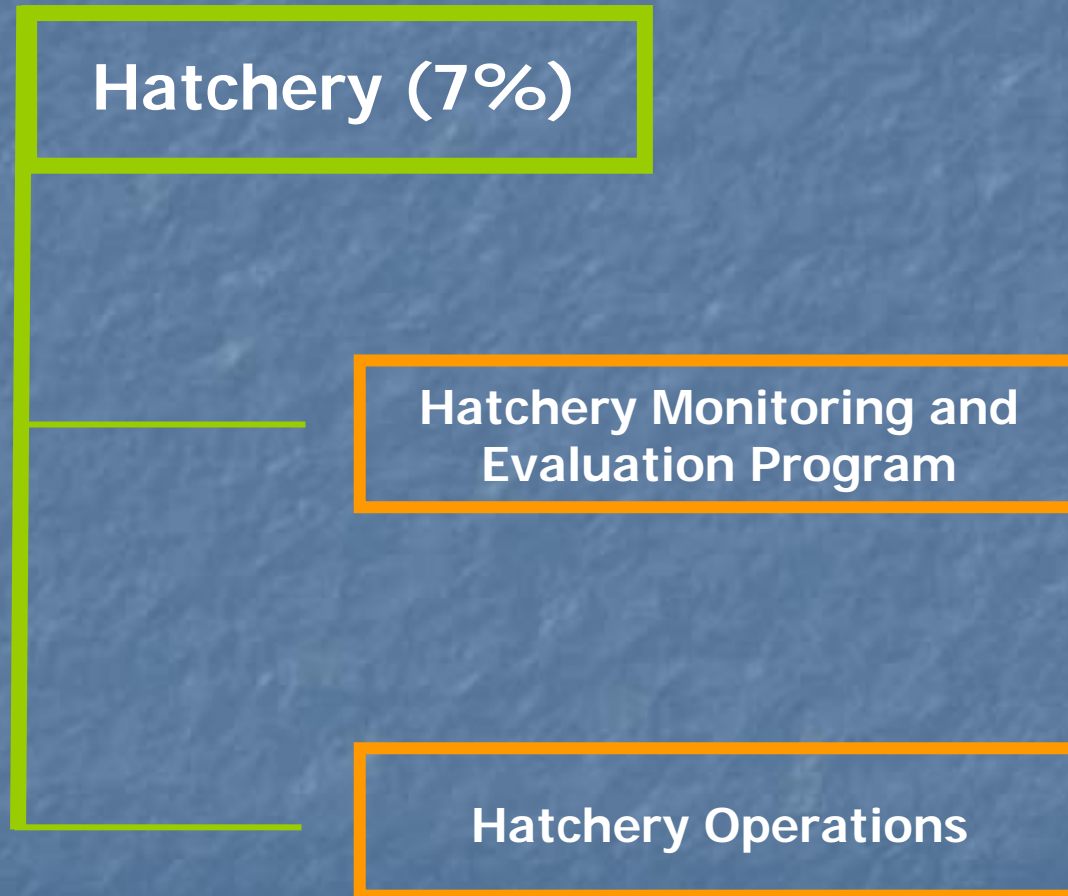 Hatchery (7%)
Hatchery Monitoring and
Evaluation Program
Hatchery Operations